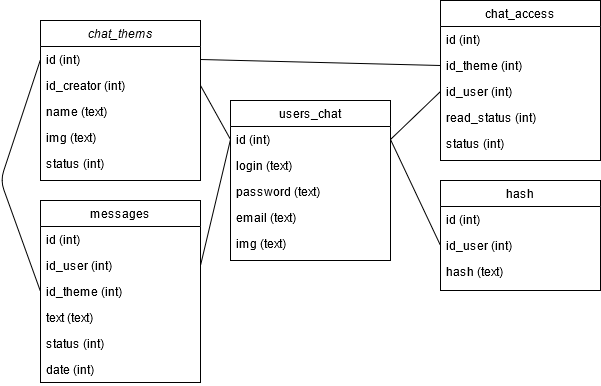 chat_thems
id (int)
id_creator (int)
name (text)
img (text)
status (int)
messages
id (int)
id_user (int)
id_theme (int)
text (text)
status (int)
date (int)
users_chat
id (int)
login (text)
password (text)
email (text)
img (text)
chat_access
id (int)
id_theme (int)
id_user (int)
read_status (int)
status (int)
hash
id (int)
id_user (int)
hash (text)